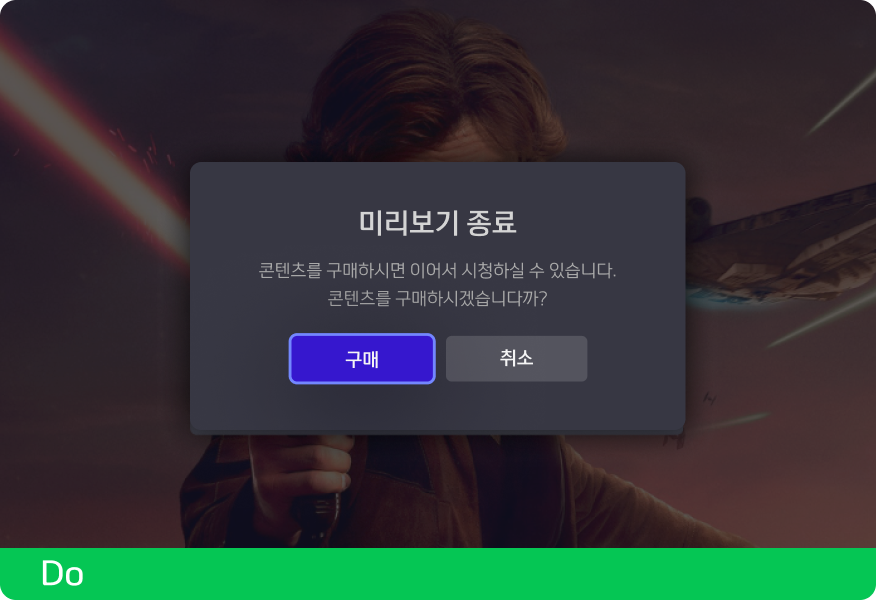 미리보기 종료
콘텐츠를 구매하시면 이어서 시청하실 수 있습니다.
콘텐츠를 구매하시겠습니다까?
구매
취소
Do